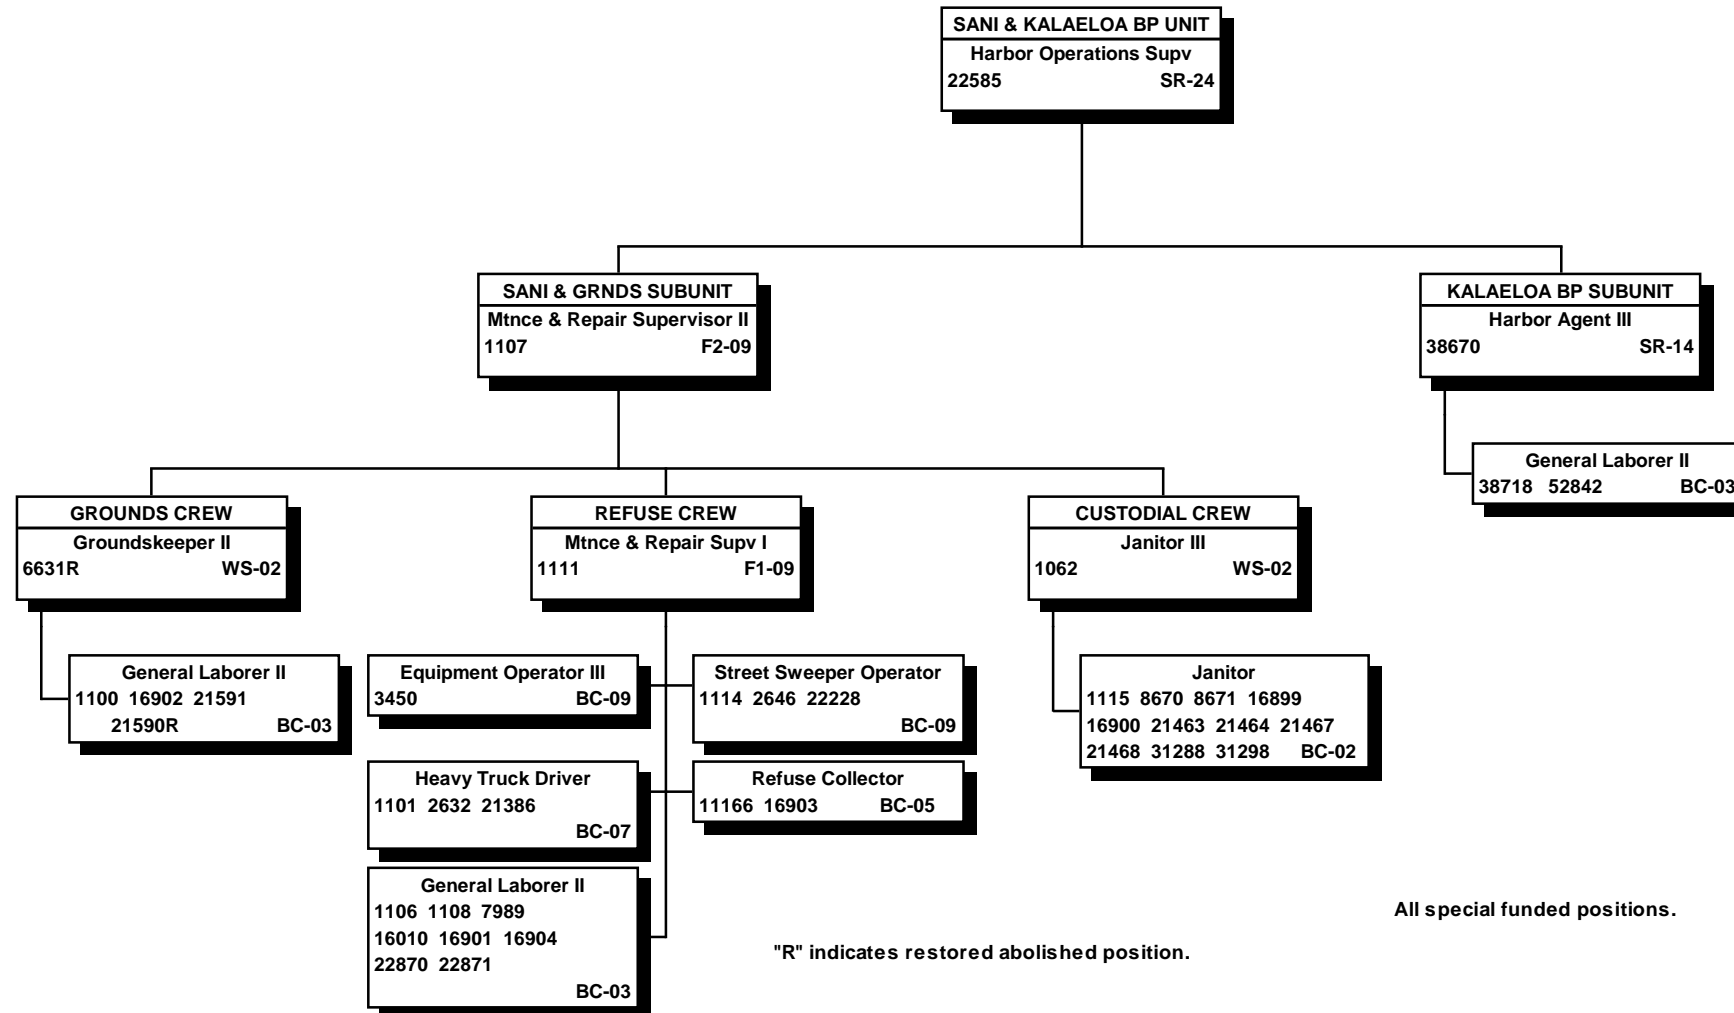 SANI & KALAELOA BP UNIT
Harbor Operations Supv
22585 SR-24
SANI & GRNDS SUBUNIT
Mtnce & Repair Supervisor II
1107 F2-09
KALAELOA BP SUBUNIT
Harbor Agent III
38670 SR-14
General Laborer II
38718 52842 BC-03
GROUNDS CREW
Groundskeeper II
6631R WS-02
General Laborer II
1100 16902 21591
21590R BC-03
REFUSE CREW
Mtnce & Repair Supv I
1111 F1-09
Equipment Operator III
3450 BC-09
Street Sweeper Operator
1114 2646 22228
BC-09
Heavy Truck Driver
1101 2632 21386
BC-07
Refuse Collector
11166 16903 BC-05
General Laborer II
1106 1108 7989
16010 16901 16904
22870 22871
BC-03
CUSTODIAL CREW
Janitor III
1062 WS-02
Janitor
1115 8670 8671 16899
16900 21463 21464 21467
21468 31288 31298 BC-02
All special funded positions.
"R" indicates restored abolished position.